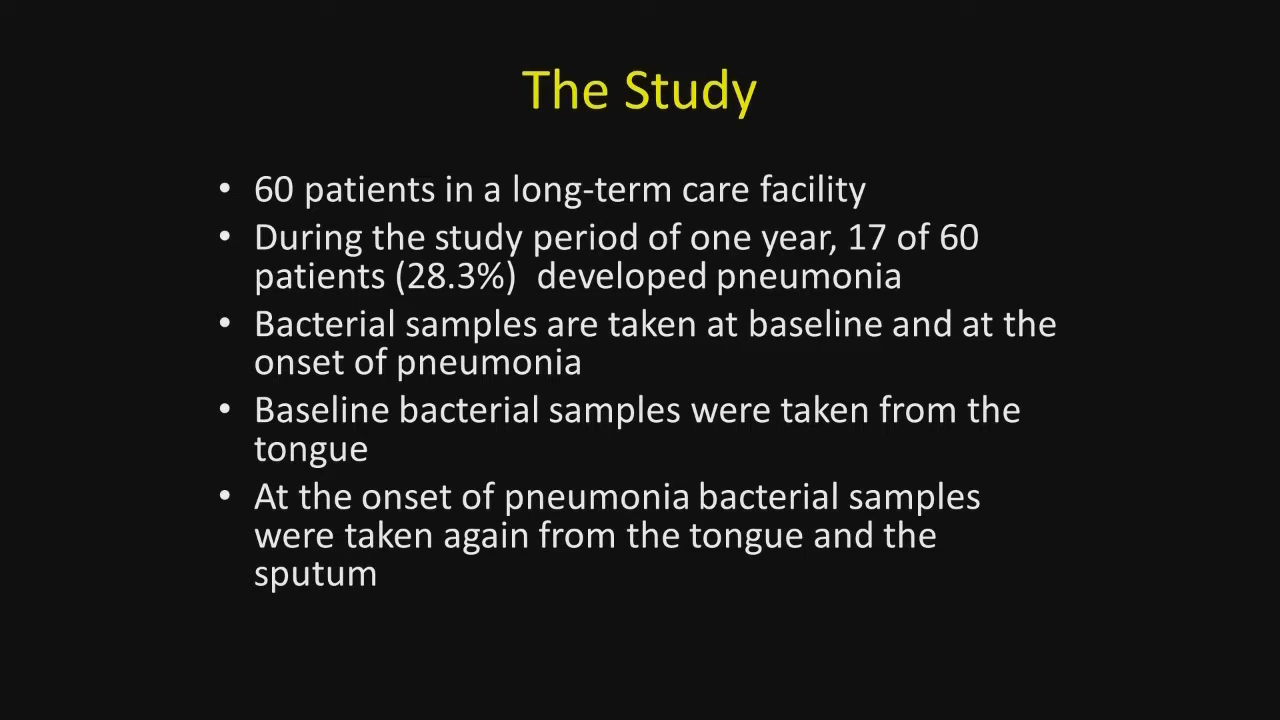 The Study
• 60 patients in a long-term care facility
• During the study period of one year, 17 of 60
patients (28.3%)  developed pneumonia
• Bacterial samples are taken at baseline and at the
onset of pneumonia
• Baseline bacterial samples were taken from the
tongue
• At the onset of pneumonia bacterial samples
were taken again from the tongue and the
sputum